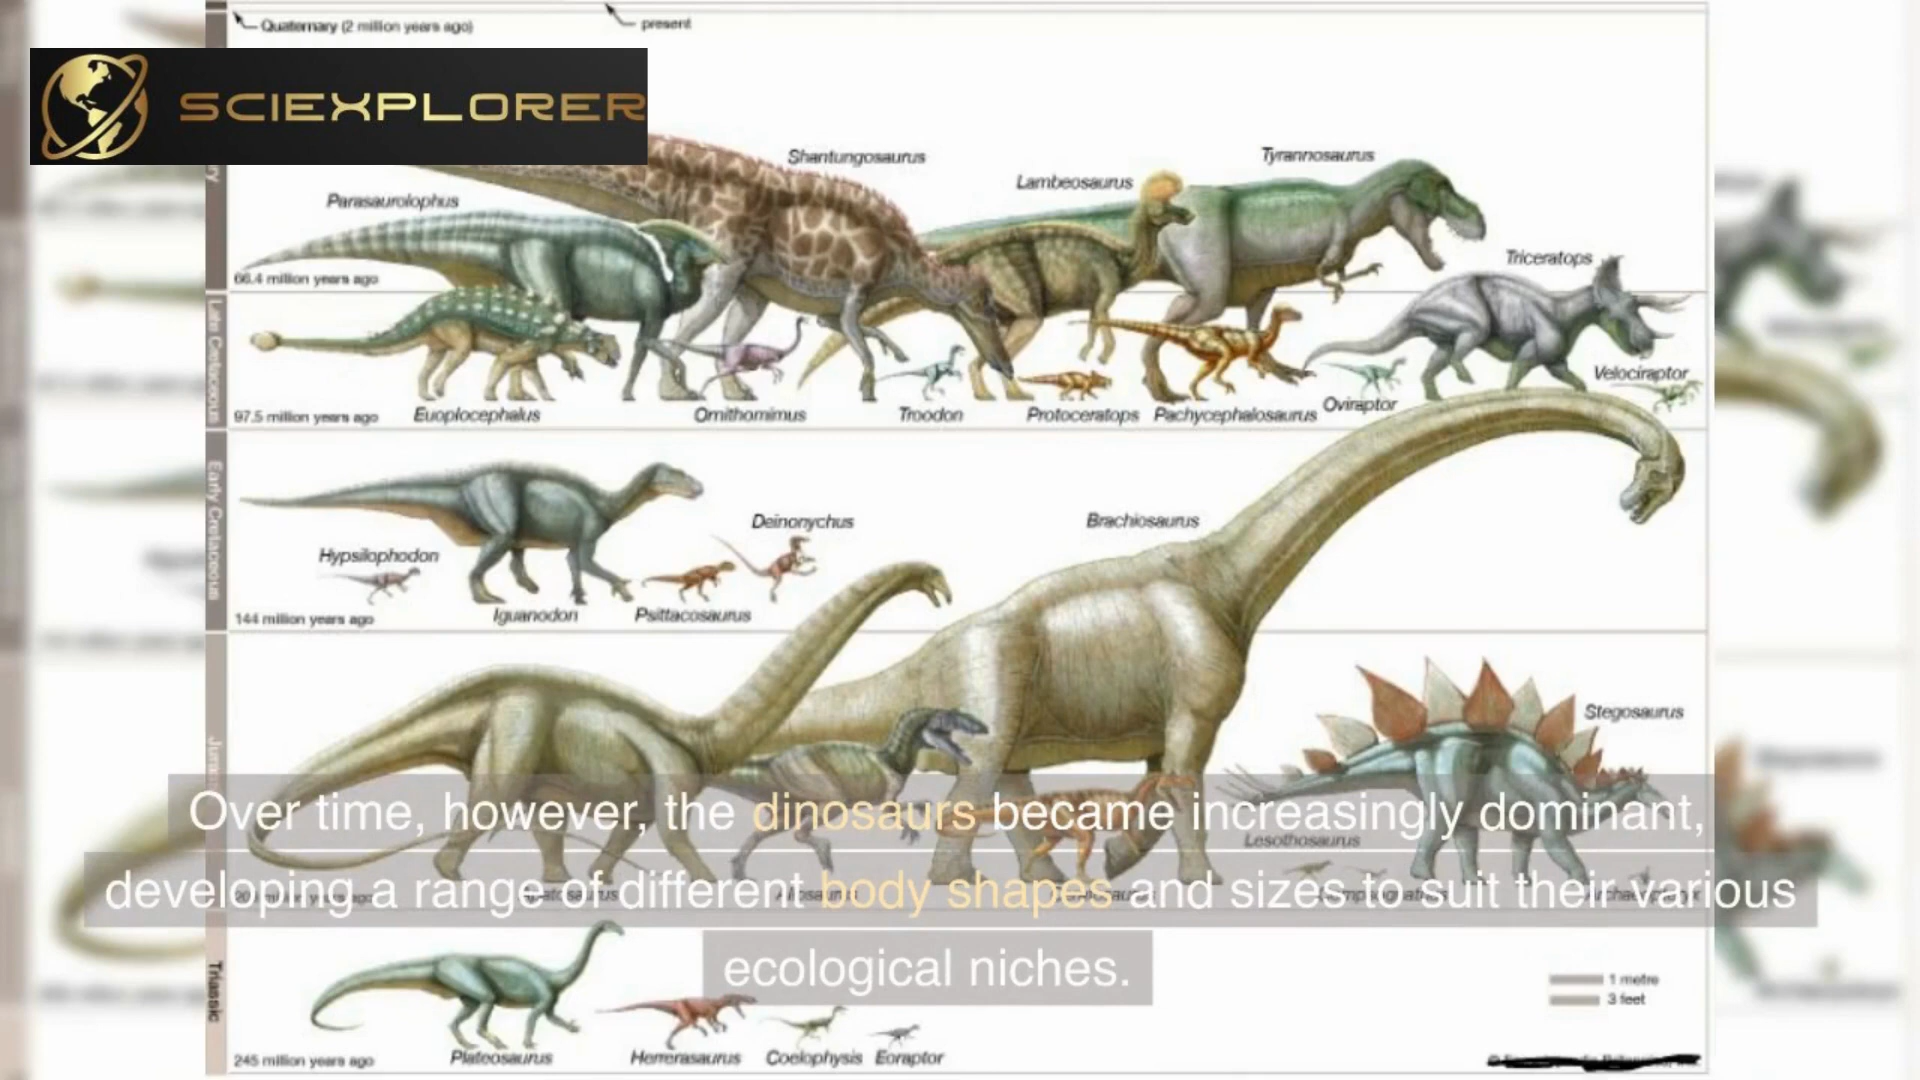 Quaternary (2 million years ago)
present
SCIEXPLORER
Shantungosaurus
Tyrannosaurus
Lambeosaurus
Parasaurolophus
Triceratops
66.4 million years ago
Late Cretaceous
Velociraptor
Oviraptor
97.5 million years ago
Euoplocephalus
Ornithomimus
Troodon
Protoceratops
Pachycephalosaurus
Early Cretaceous
Deinonychus
Brachiosaurus
Hypsilophodon
144 million years ago
Iguanodon
Psittacosaurus
Stegosaurus
Over time, however, the dinosaurs became increasingly dominant,
Lesothosaurus
developing a range of different body shapes and sizes to suit their various
ecological niches.
Triassic
1 metre
3 feet
245 million years ago
Plateosaurus
Herrerasaurus
Coelophysis
Eoraptor